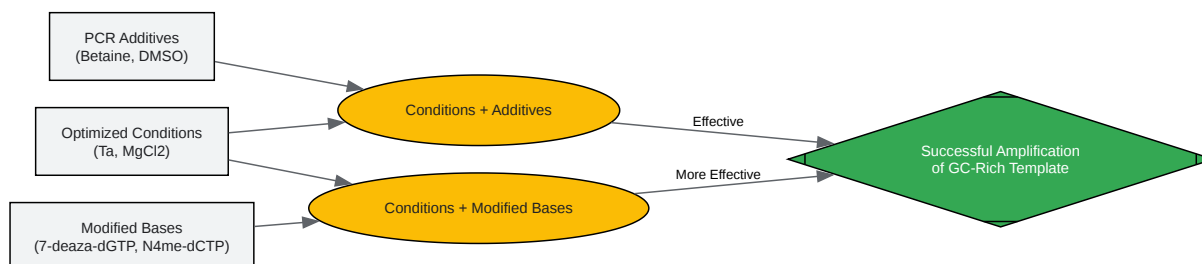 PCR Additives
(Betaine, DMSO)
Optimized Conditions
(Ta, MgCl2)
Modified Bases
(7-deaza-dGTP, N4me-dCTP)
Conditions + Additives
Conditions + Modified Bases
Effective
More Effective
Successful Amplification
of GC-Rich Template